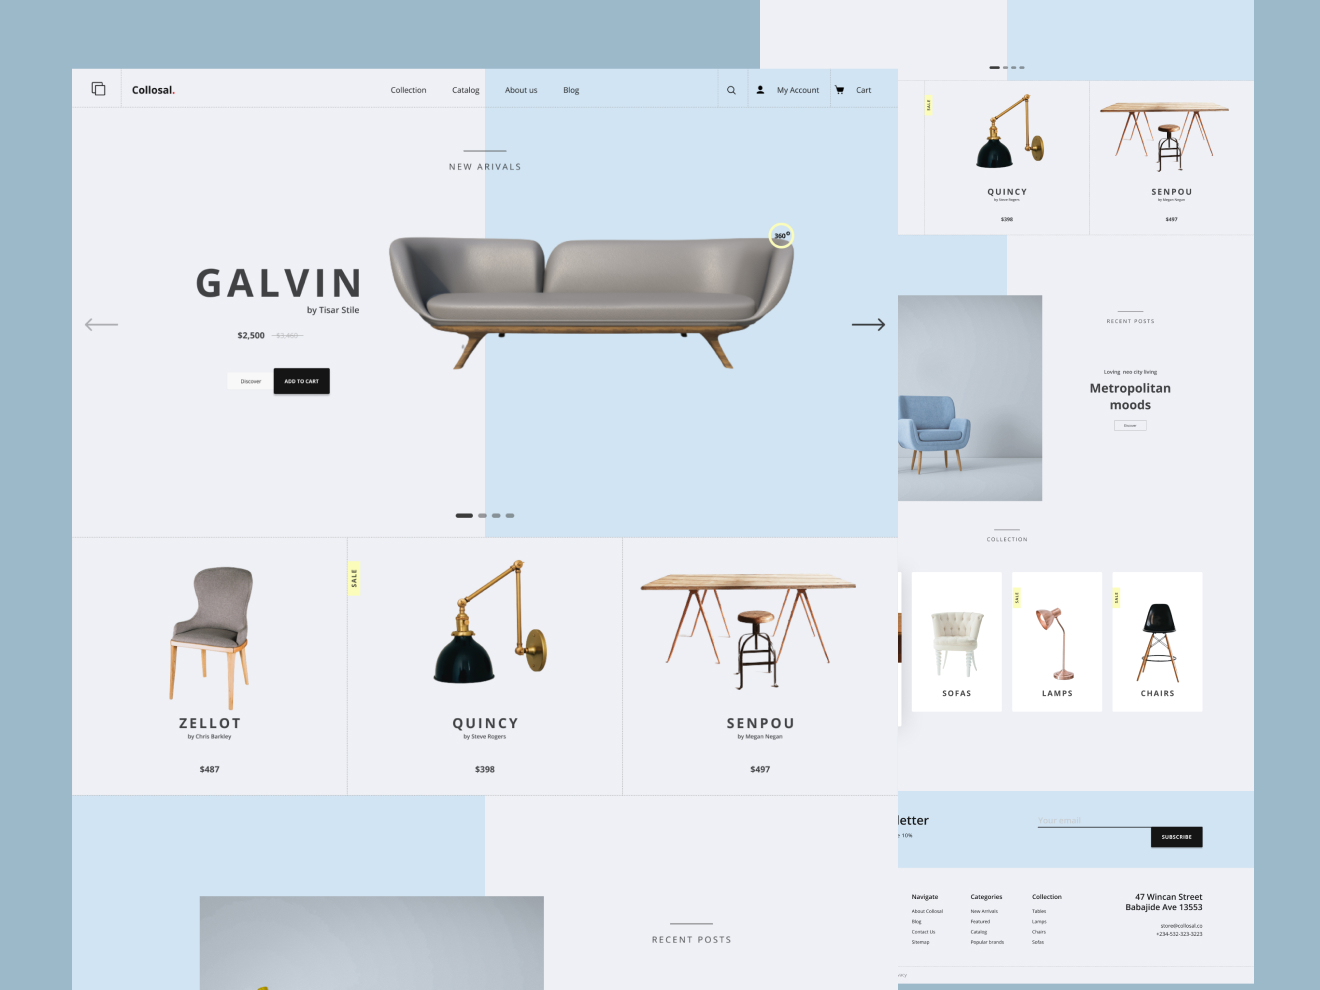 Collosal.
Collection
Catalog
About us
Blog
My Account
Cart
NEW ARIVALS
360°
GALVIN
by Tisar Stile
$2,500
$3,460
Discover
ADD TO CART
ZELLOT
by Chris Barkley
$487
SALE
QUINCY
by Steve Rogers
$398
SENPOU
by Megan Negan
$497
RECENT POSTS
SALE
QUINCY
by Steve Rogers
$398
SENPOU
by Megan Negan
$497
RECENT POSTS
Loving neo city living
Metropolitan
moods
Discover
COLLECTION
SOFAS
SALE
LAMPS
SALE
CHAIRS
letter
10%
Your email
SUBSCRIBE
Navigate
About Collosal
Blog
Contact Us
Sitemap
Categories
New Arrivals
Featured
Catalog
Popular brands
Collection
Tables
Lamps
Chairs
Sofas
47 Wincan Street
Babajide Ave 13553
store@collosal.co
+234-532-323-3223